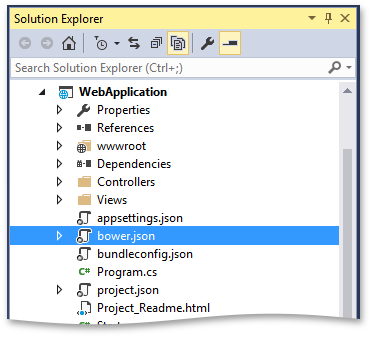 Solution Explorer
Search Solution Explorer (Ctrl+;)
WebApplication
Properties
References
wwwroot
Dependencies
Controllers
Views
appsettings.json
bower.json
bundleconfig.json
C# Program.cs
project.json
Project_Readme.html